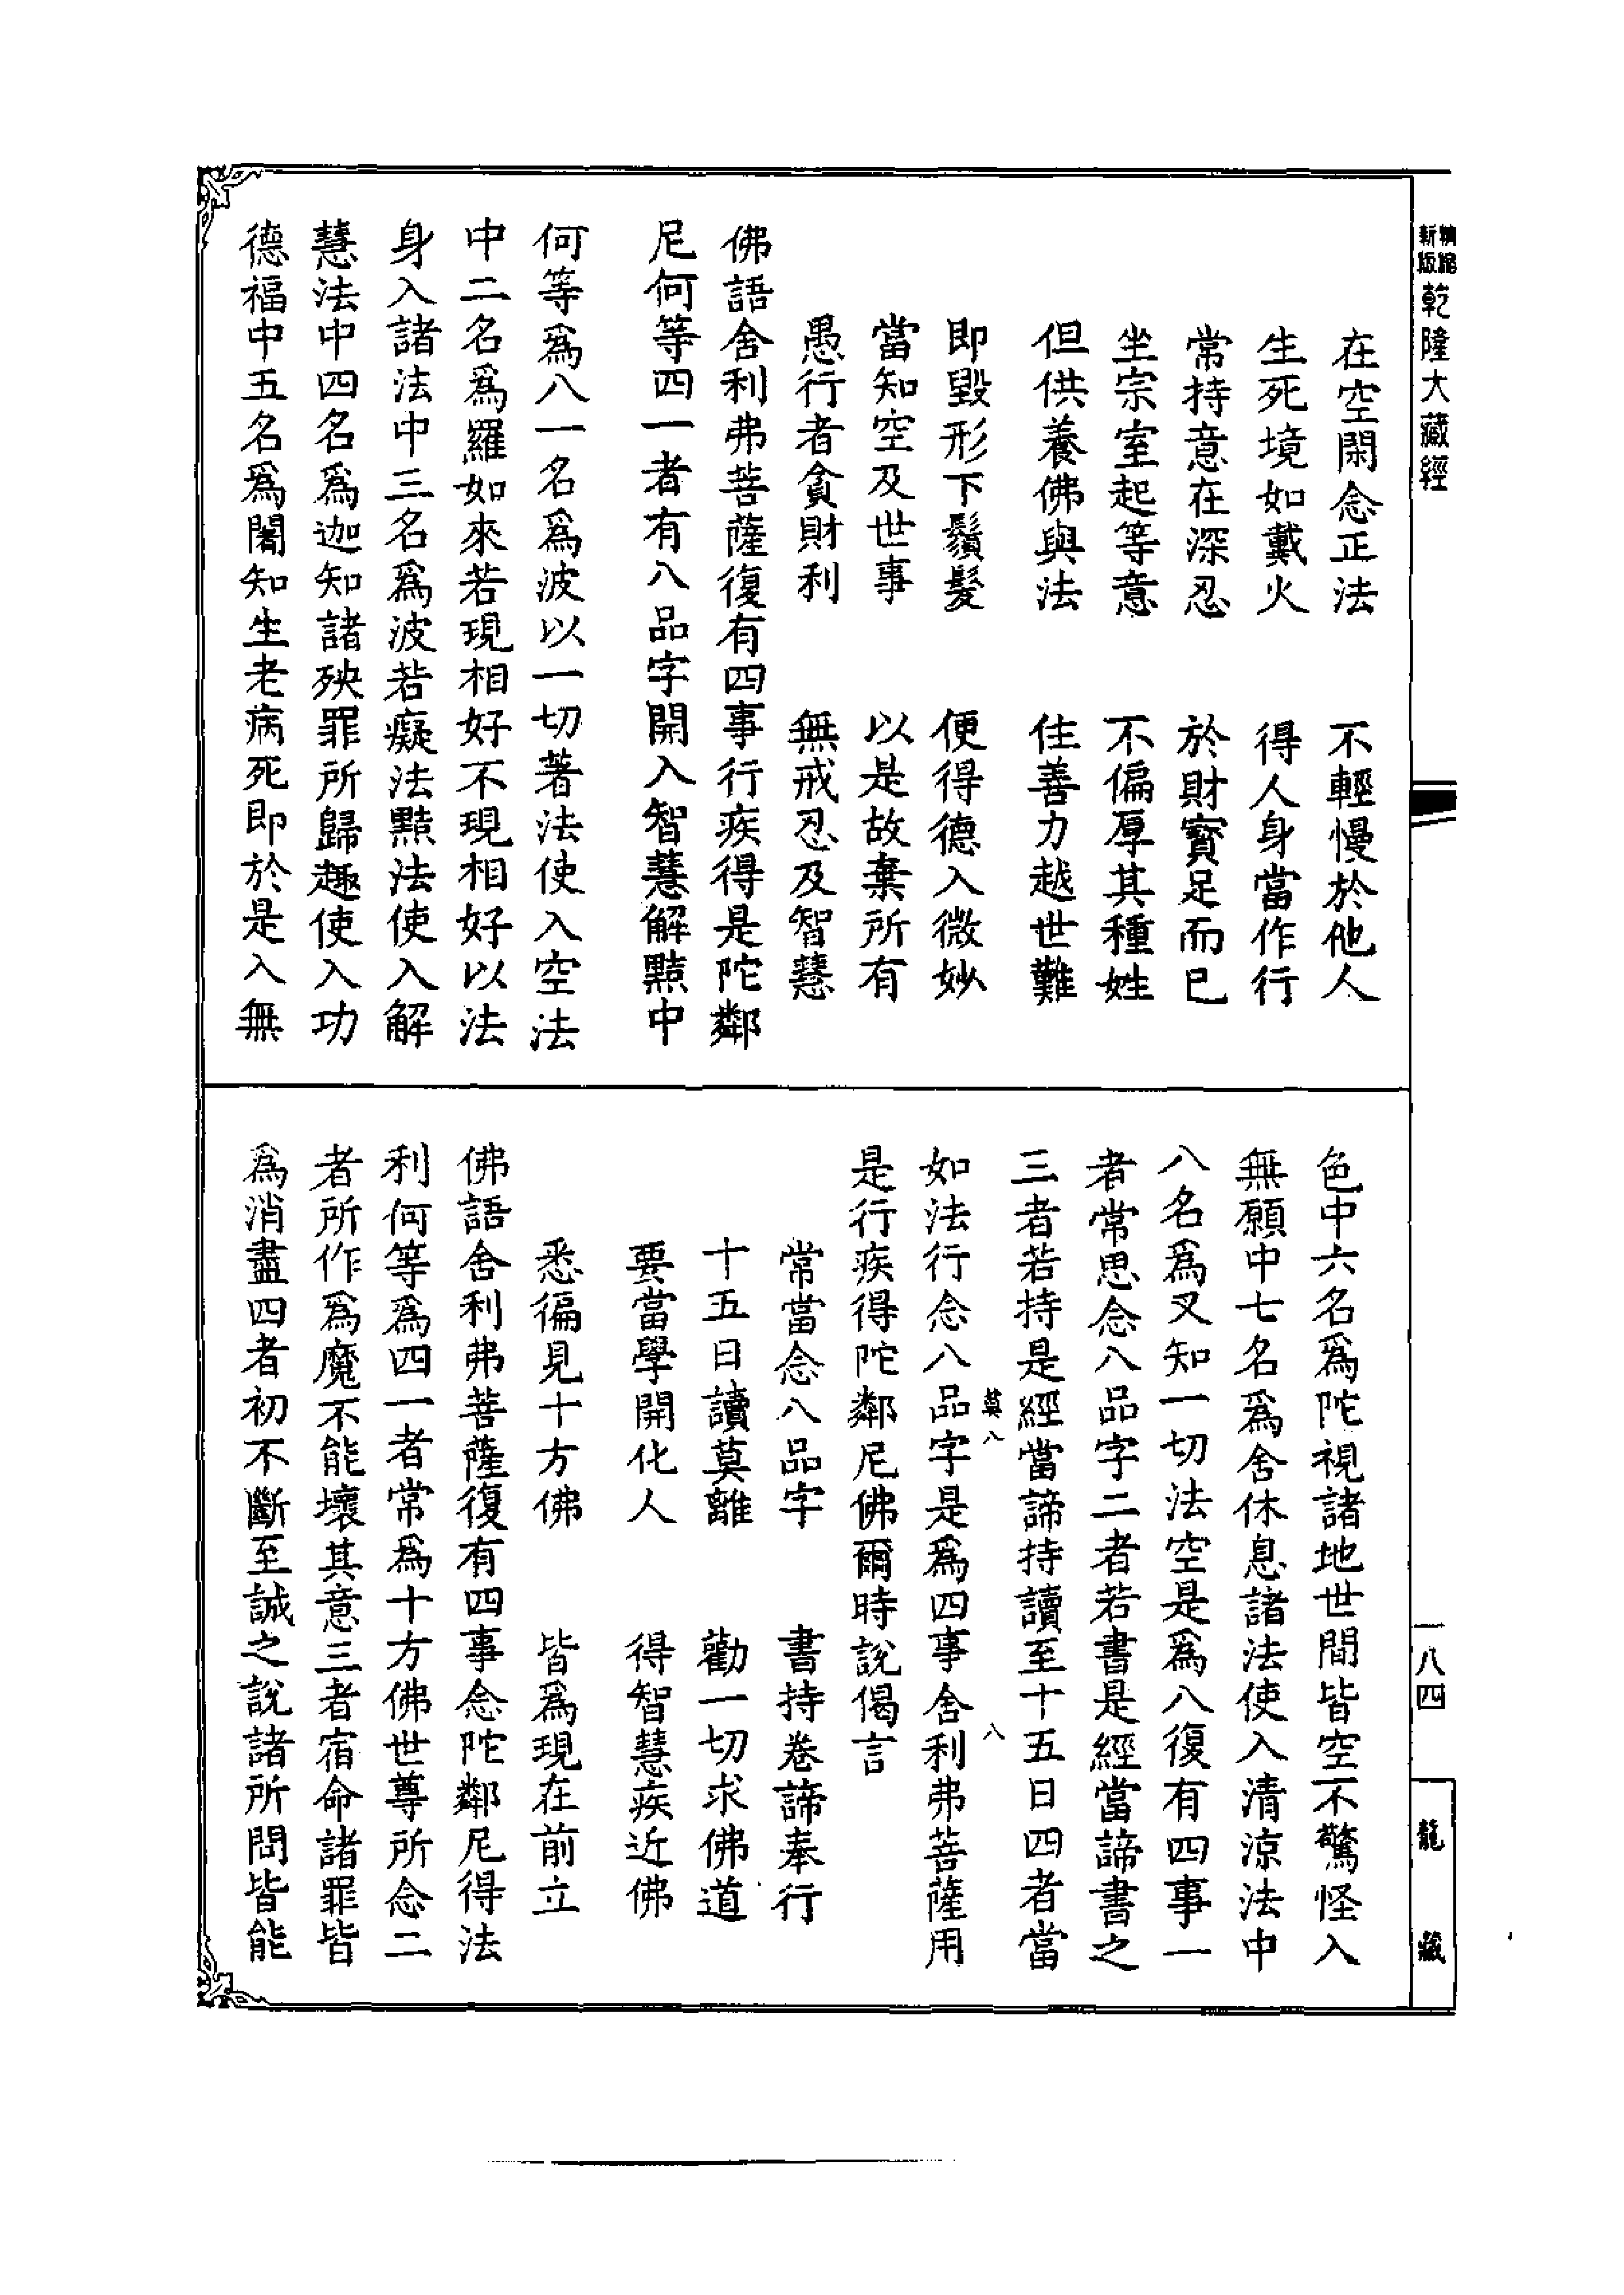 精縮新版乾隆大藏經
在空閑念正法 不輕慢於他人
生死境如戴火 得人身當作行
常持意在深忍 於財寳足而已
坐宗室起等意 不偏厚其種姓
但供養佛與法 住善力越世難
即毀形下鬚髮 便得德入微妙
當知空及世事 以是故棄所有
愚行者貪財利 無戒忍及智慧
佛語舍利弗菩薩復有四事行疾得是陀鄰
尼何等四一者有八品字開入智慧解黠中
何等爲八一名爲波以一切著法使入空法
中二名爲羅如來若現相好不現相好以法
身入諸法中三名爲波若癡法黠法使入解
慧法中四名爲迦知諸殃罪所歸趣使入功
德福中五名爲闍知生老病死即於是入無
色中六名爲陀視諸地世間皆空不驚怪入
無願中七名爲舍休息諸法使入清涼法中
八名爲叉知一切法空是爲八復有四事一
者常思念八品字二者若書是經當諦書之
三者若持是經當諦持讀至十五日四者當
莫八 八
如法行念八品字是爲四事舍利弗菩薩用
是行疾得陀鄰尼佛爾時說偈言
常當念八品字 書持卷諦奉行
十五日讀莫離 勸一切求佛道
要當學開化人 得智慧疾近佛
悉徧見十方佛 皆爲現在前立
佛語舍利弗菩薩復有四事念陀鄰尼得法
利何等爲四一者常爲十方佛世尊所念二
者所作爲魔不能壞其意三者宿命諸罪皆
爲消盡四者初不斷至誠之說諸所問皆能
一八四
龍藏